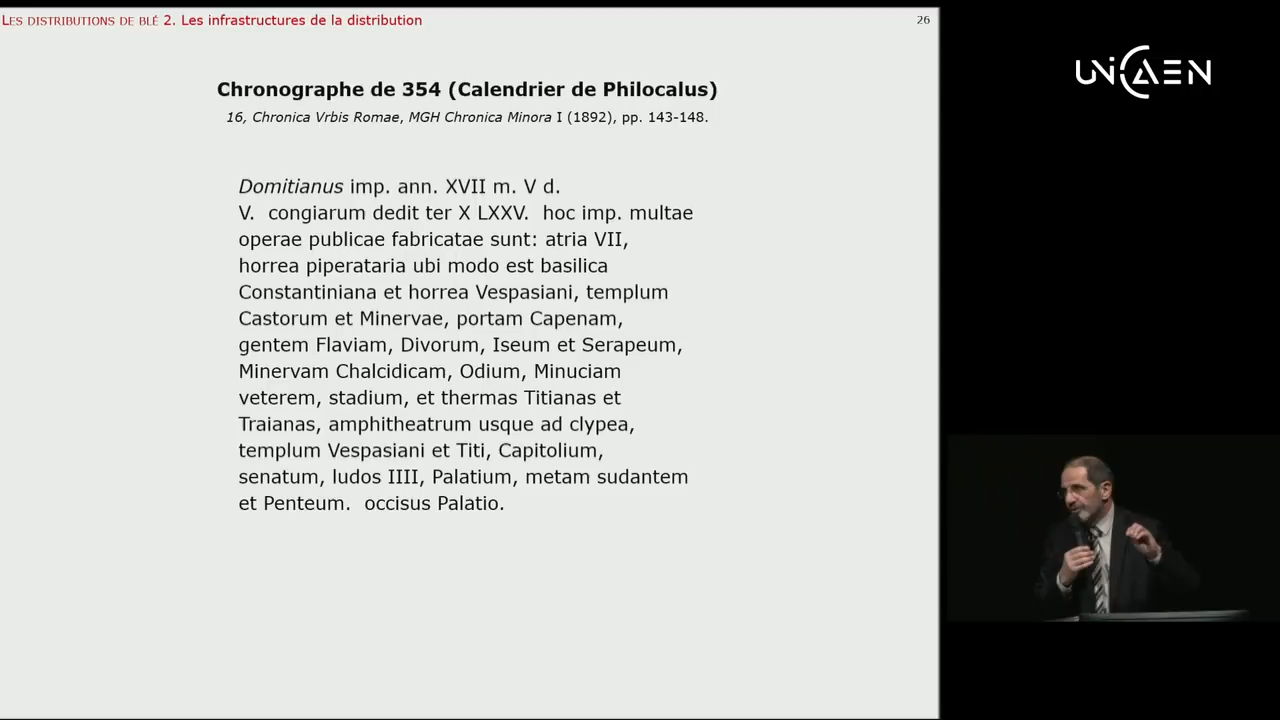 LES DISTRIBUTIONS DE BLÉ 2. Les infrastructures de la distribution
26
UNICAEN
Chronographe de 354 (Calendrier de Philocalus)
16, Chronica Vrbis Romae, MGH Chronica Minora I (1892), pp. 143-148.
Domitianus imp. ann. XVII m. V d.
V. congiarum dedit ter X LXXV. hoc imp. multae
operae publicae fabricatae sunt: atria VII,
horrea piperataria ubi modo est basilica
Constantiniana et horrea Vespasiani, templum
Castorum et Minervae, portam Capenam,
gentem Flaviam, Divorum, Iseum et Serapeum,
Minervam Chalcidicam, Odium, Minuciam
veterem, stadium, et thermas Titianas et
Traianas, amphitheatrum usque ad clypea,
templum Vespasiani et Titi, Capitolium,
senatum, ludos IIII, Palatium, metam sudantem
et Penteum. occisus Palatio.